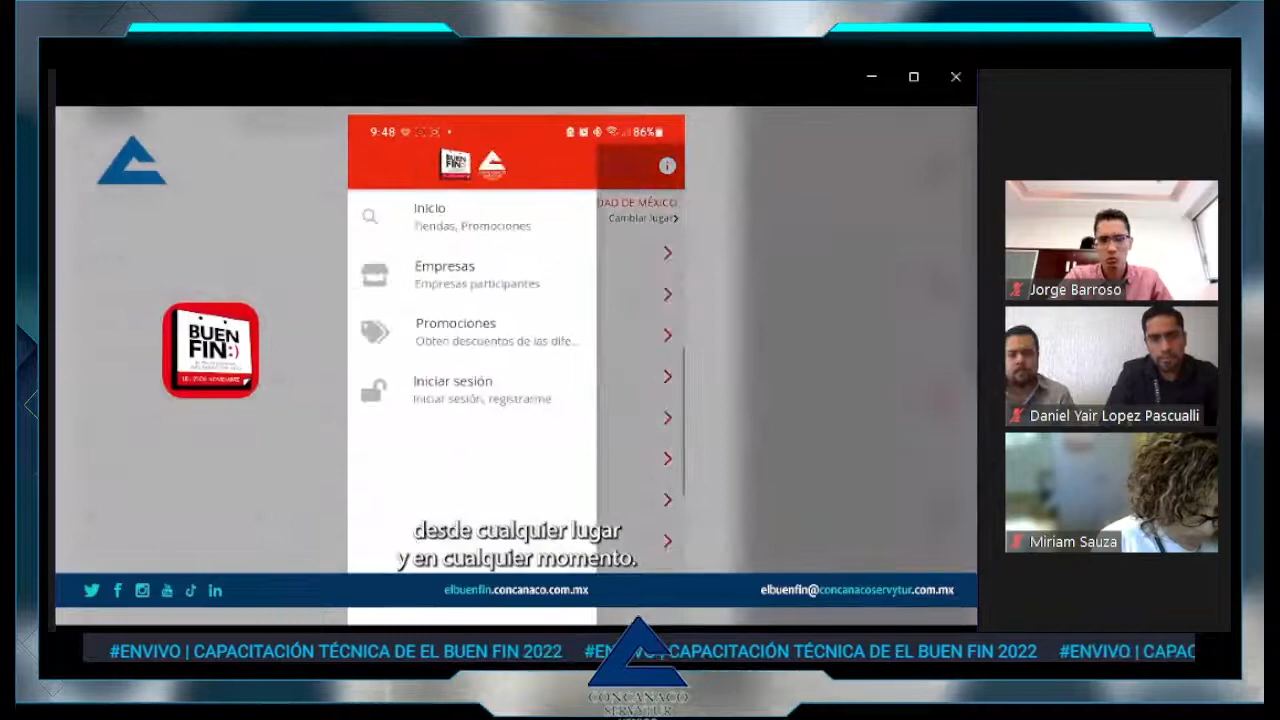 9:48
86%
BUEN
FIN:)
DAD DE MÉXICO
Cambiar lugar
Inicio
Tiendas, Promociones
Empresas
Empresas participantes
Promociones
Obten descuentos de las dife...
Iniciar sesión
Iniciar sesión, registrarme
BUEN
FIN:)
desde cualquier lugar
y en cualquier momento.
elbuenfin.concanaco.com.mx
elbuenfin@concanacoservytur.com.mx
Jorge Barroso
Daniel Yair Lopez Pascualli
Miriam Sauza
#ENVIVO | CAPACITACIÓN TÉCNICA DE EL BUEN FIN 2022 #ENVIVO | CAPACITACIÓN TÉCNICA DE EL BUEN FIN 2022 #ENVIVO | CAPAC
CONCANACO
SERVYTUR